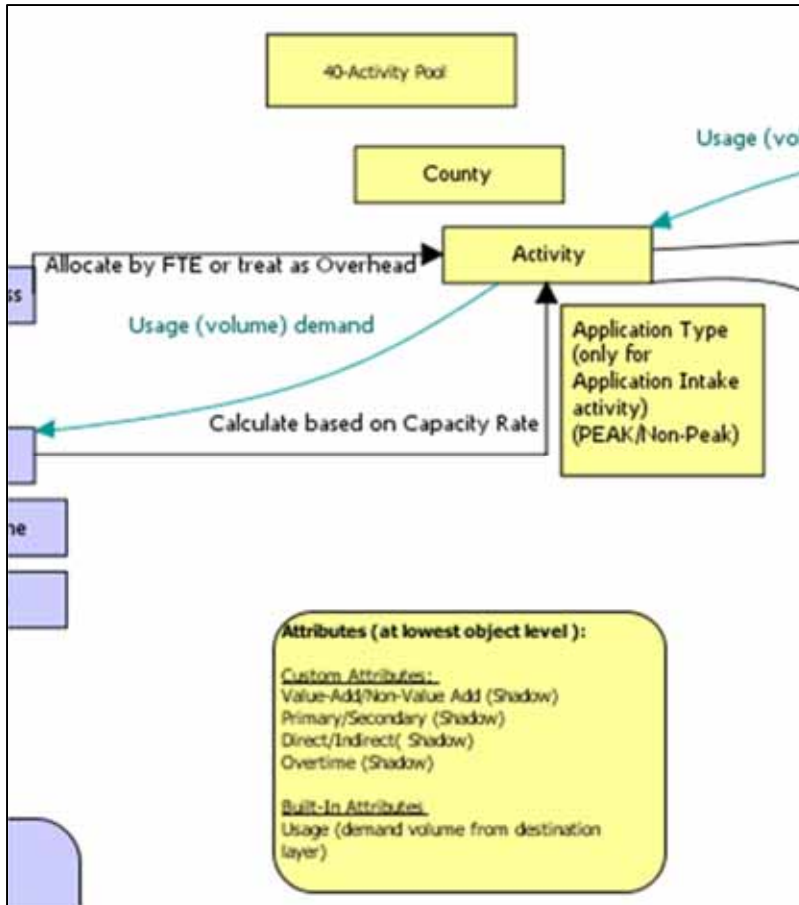 40-Activity Pool
County
Usage (vo
Activity
Allocate by FTE or treat as Overhead
ss
Usage (volume) demand
Application Type
(only for
Application Intake
activity)
(PEAK/Non-Peak)
Calculate based on Capacity Rate
ne
Attributes (at lowest object level ):
Custom Attributes:
Value-Add/Non-Value Add (Shadow)
Primary/Secondary (Shadow)
Direct/Indirect( Shadow)
Overtime (Shadow)
Built-In Attributes
Usage (demand volume from destination
layer)